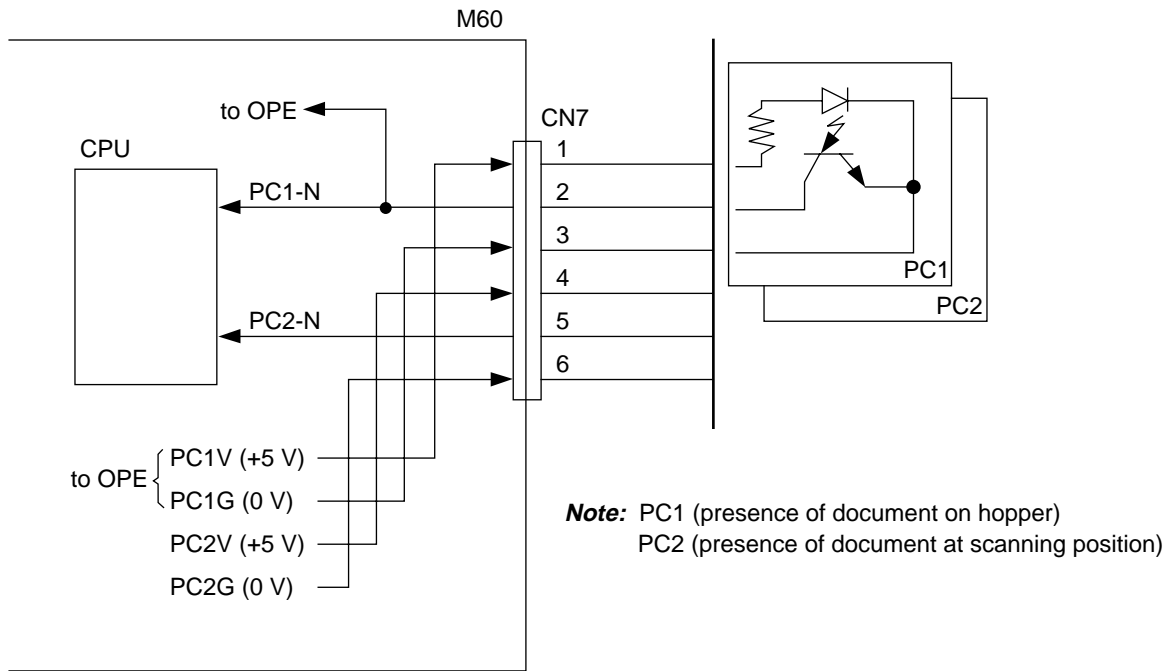 M60
to OPE
CN7
CPU
1
PC1-N
2
3
PC1
4
PC2
PC2-N
5
6
PC1V (+5 V)
to OPE
PC1G (0 V)
Note: PC1 (presence of document on hopper)
PC2V (+5 V)
PC2 (presence of document at scanning position)
PC2G (0 V)